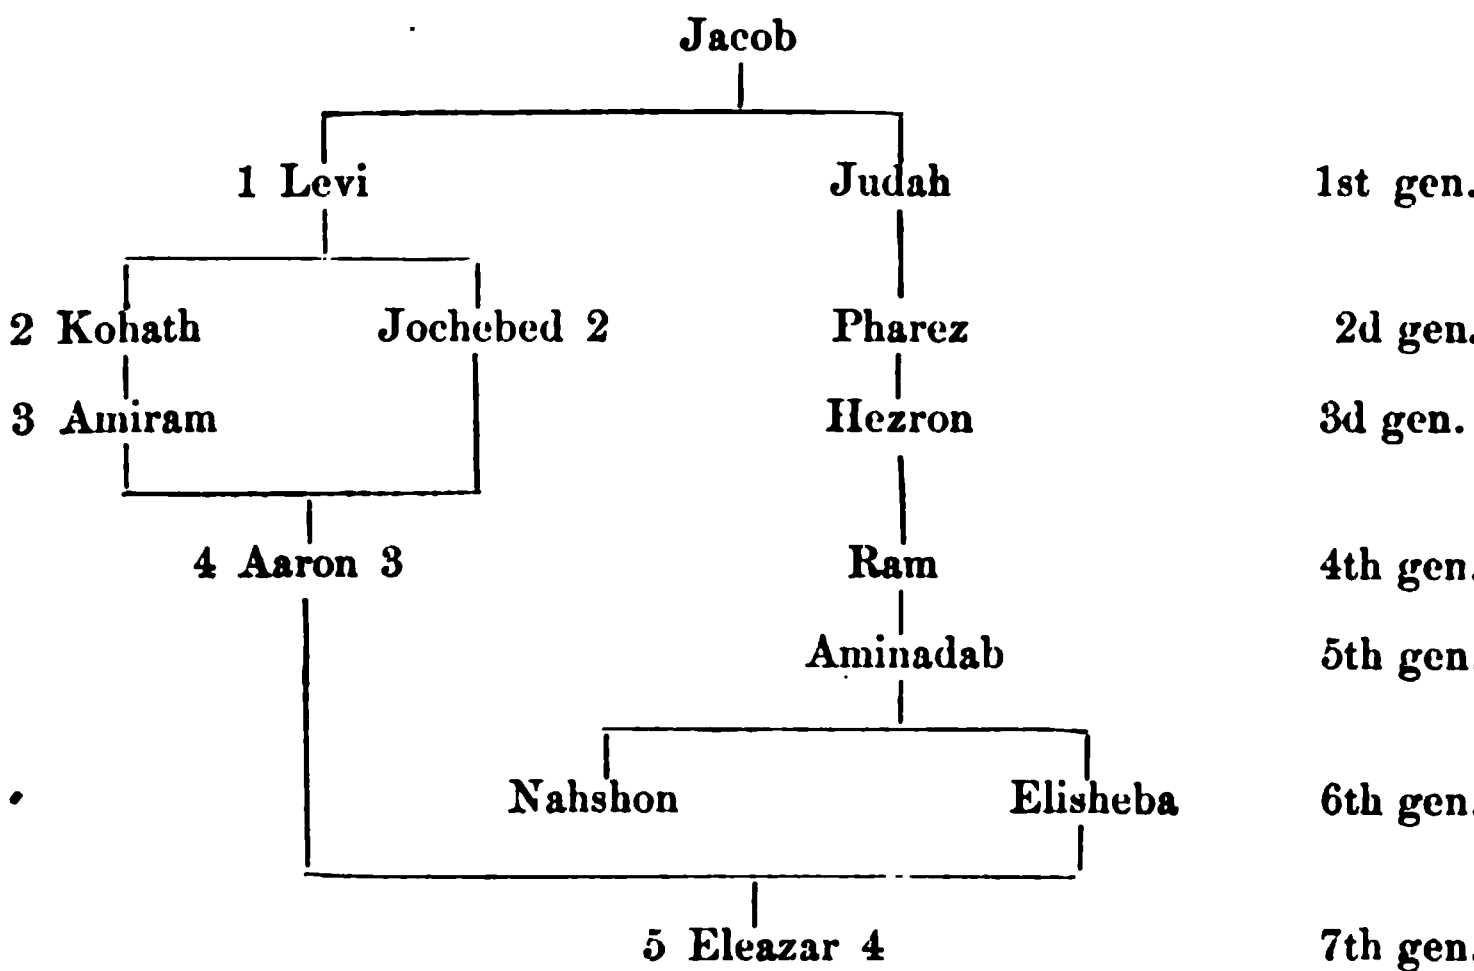 Jacob
1 Levi Judah 1st gen.
2 Kohath Jochebed 2 Pharez 2d gen.
3 Amiram Hezron 3d gen.
4 Aaron 3 Ram 4th gen.
Aminadab 5th gen.
Nahshon Elisheba 6th gen.
5 Eleazar 4 7th gen.